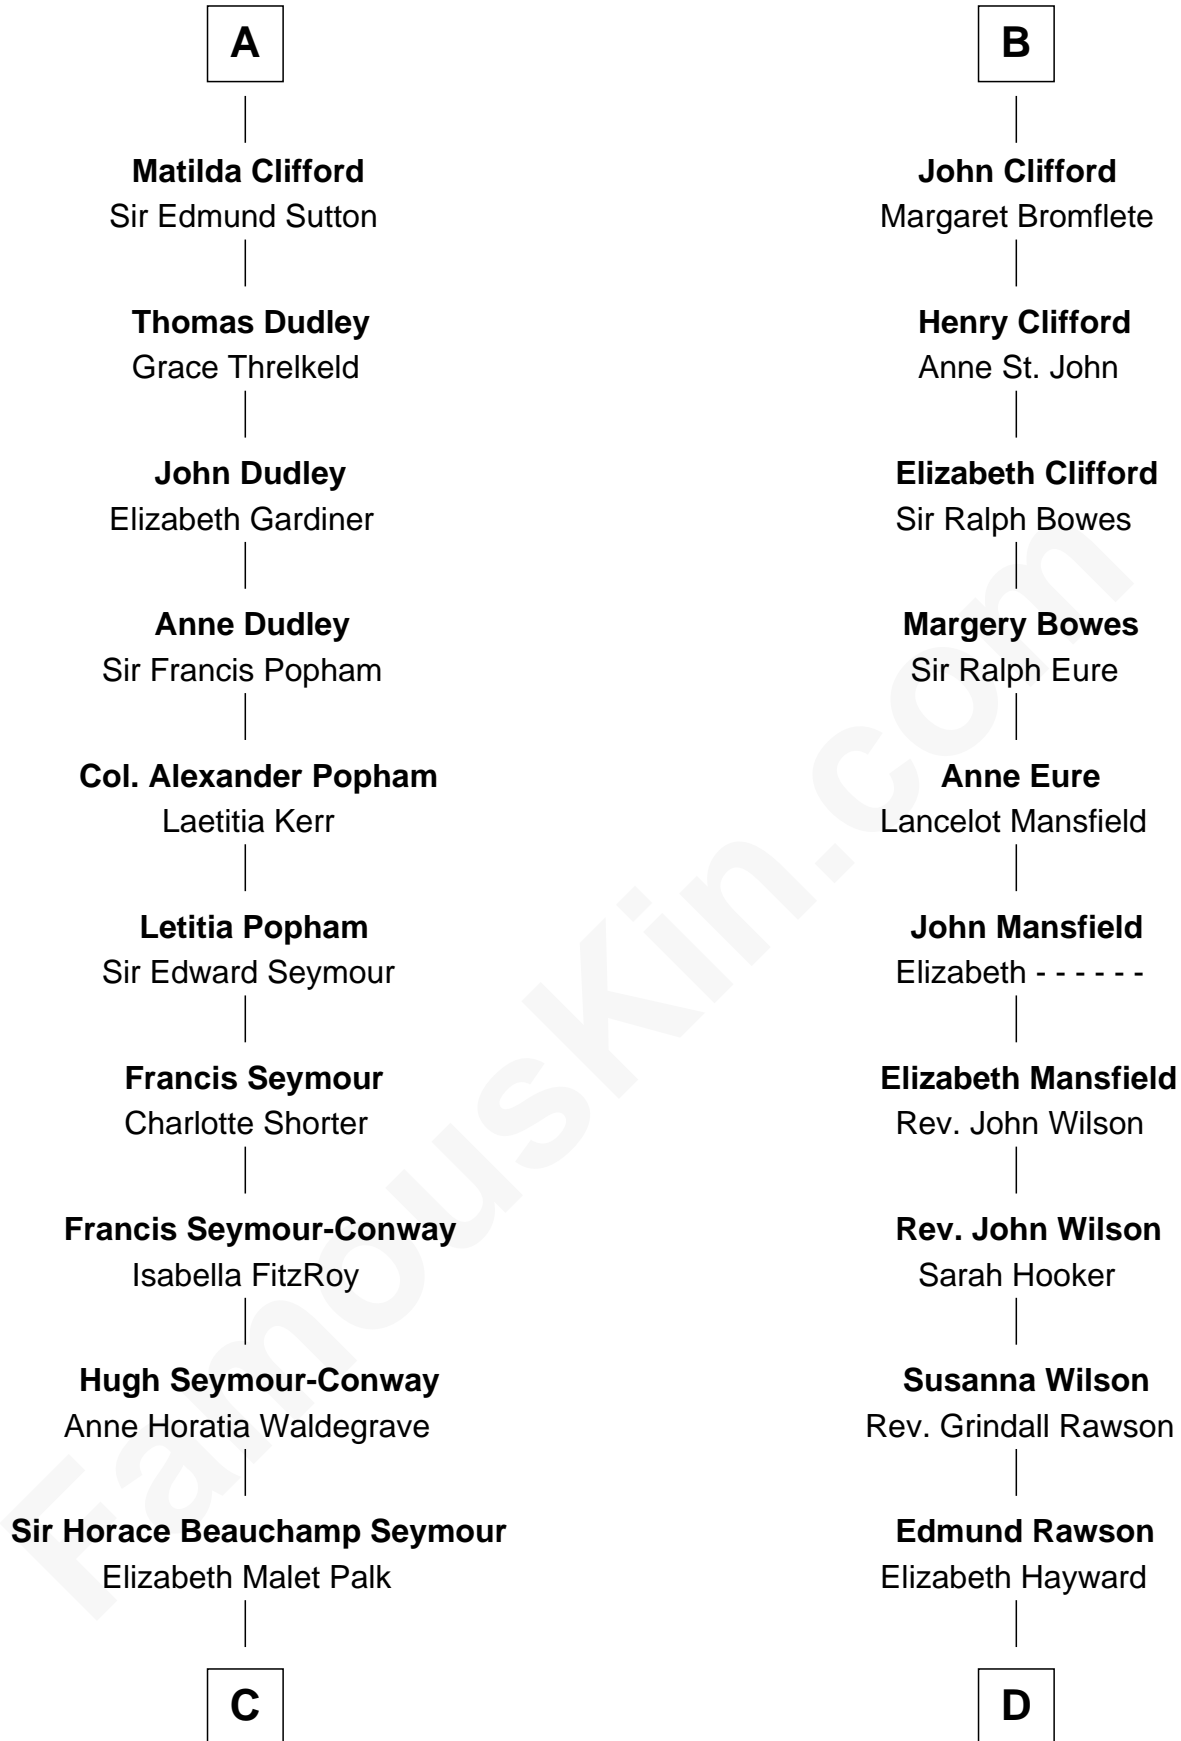 A
Matilda Clifford
Sir Edmund Sutton
Thomas Dudley
Grace Threlkeld
John Dudley
Elizabeth Gardiner
Anne Dudley
Sir Francis Popham
Col. Alexander Popham
Laetitia Kerr
Letitia Popham
Sir Edward Seymour
Francis Seymour
Charlotte Shorter
Francis Seymour-Conway
Isabella FitzRoy
Hugh Seymour-Conway
Anne Horatia Waldegrave
Sir Horace Beauchamp Seymour
Elizabeth Malet Palk
C
B
John Clifford
Margaret Bromflete
Henry Clifford
Anne St. John
Elizabeth Clifford
Sir Ralph Bowes
Margery Bowes
Sir Ralph Eure
Anne Eure
Lancelot Mansfield
John Mansfield
Elizabeth - - - - - -
Elizabeth Mansfield
Rev. John Wilson
Rev. John Wilson
Sarah Hooker
Susanna Wilson
Rev. Grindall Rawson
Edmund Rawson
Elizabeth Hayward
D
FamousKin.com